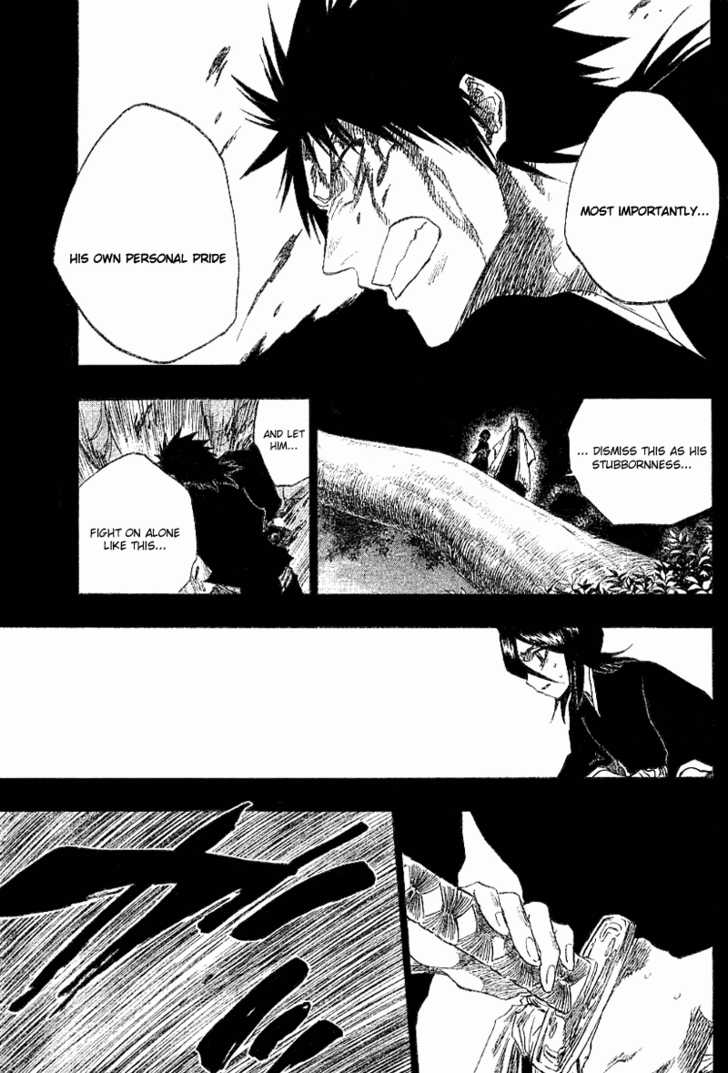 MOST IMPORTANTLY...
HIS OWN PERSONAL PRIDE
... DISMISS THIS AS HIS
STUBBORNNESS...
AND LET
HIM...
FIGHT ON ALONE
LIKE THIS...